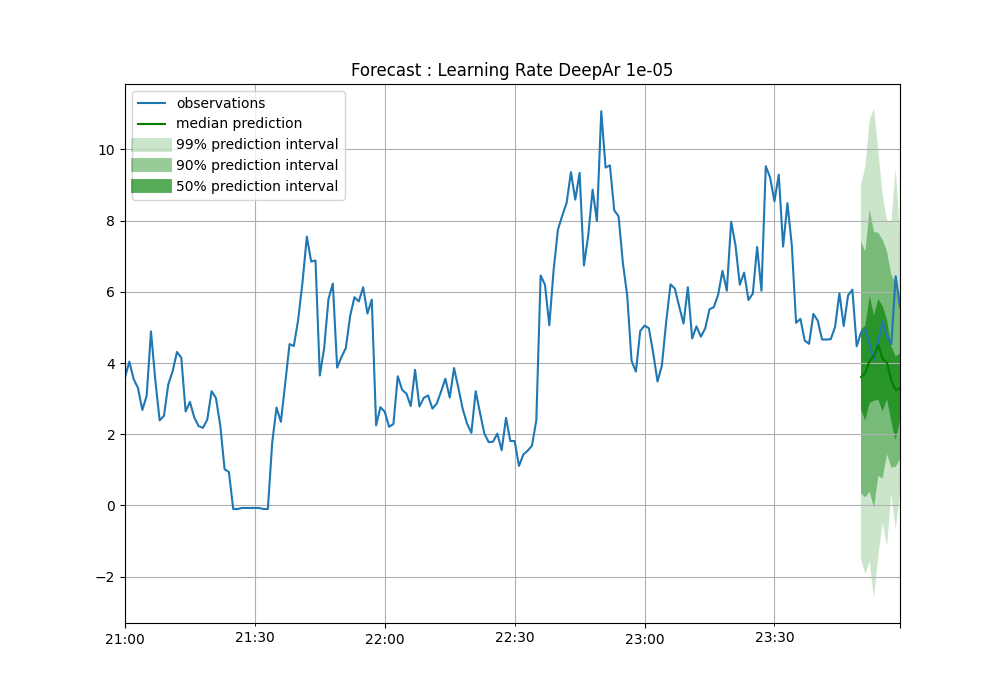 Forecast : Learning Rate DeepAr 1e-05
observations
median prediction
99% prediction interval
90% prediction interval
50% prediction interval
10
8
6
4
2
0
−2
21:00
21:30
22:00
22:30
23:00
23:30